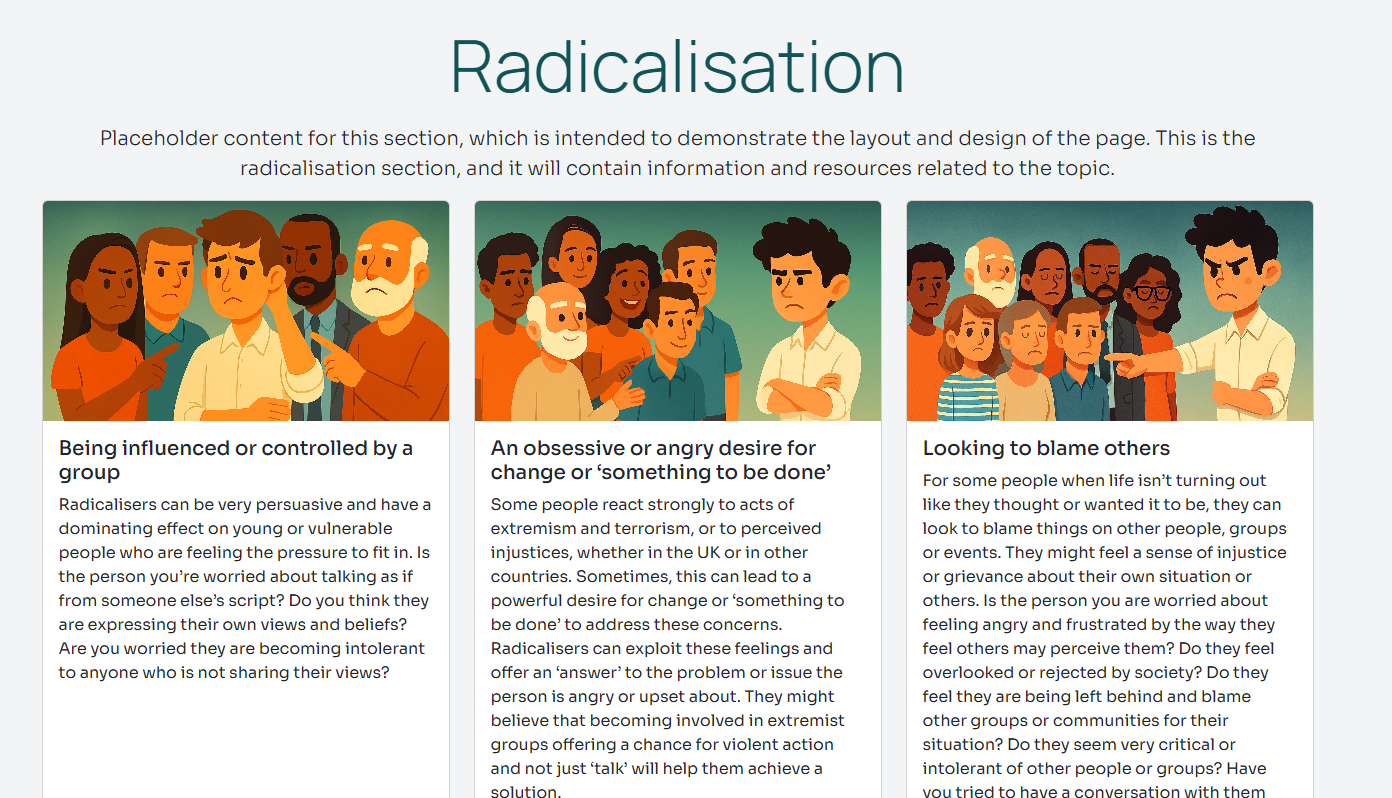 Radicalisation
Placeholder content for this section, which is intended to demonstrate the layout and design of the page. This is the
radicalisation section, and it will contain information and resources related to the topic.
Being influenced or controlled by a
group
Radicalisers can be very persuasive and have a
dominating effect on young or vulnerable
people who are feeling the pressure to fit in. Is
the person you’re worried about talking as if
from someone else’s script? Do you think they
are expressing their own views and beliefs?
Are you worried they are becoming intolerant
to anyone who is not sharing their views?
An obsessive or angry desire for
change or ‘something to be done’
Some people react strongly to acts of
extremism and terrorism, or to perceived
injustices, whether in the UK or in other
countries. Sometimes, this can lead to a
powerful desire for change or ‘something to
be done’ to address these concerns.
Radicalisers can exploit these feelings and
offer an ‘answer’ to the problem or issue the
person is angry or upset about. They might
believe that becoming involved in extremist
groups offering a chance for violent action
and not just ‘talk’ will help them achieve a
solution.
Looking to blame others
For some people when life isn’t turning out
like they thought or wanted it to be, they can
look to blame things on other people, groups
or events. They might feel a sense of injustice
or grievance about their own situation or
others. Is the person you are worried about
feeling angry and frustrated by the way they
feel others may perceive them? Do they feel
overlooked or rejected by society? Do they
feel they are being left behind and blame
other groups or communities for their
situation? Do they seem very critical or
intolerant of other people or groups? Have
you tried to have a conversation with them